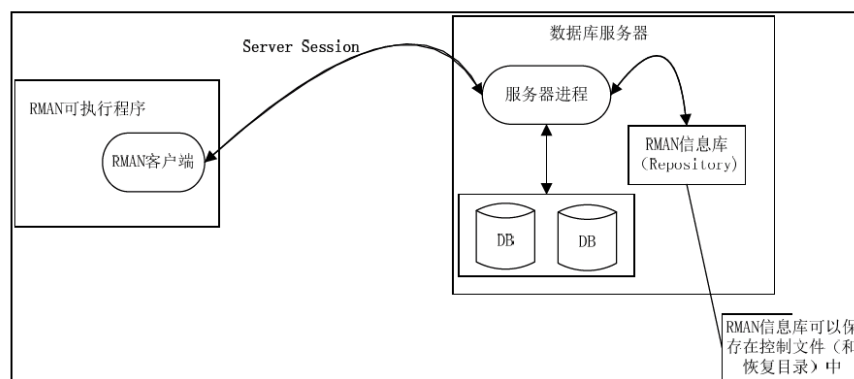 数据库服务器
Server Session
服务器进程
RMAN可执行程序
RMAN客户端
RMAN信息库
（Repository）
DB
DB
RMAN信息库可以保
存在控制文件（和
恢复目录）中